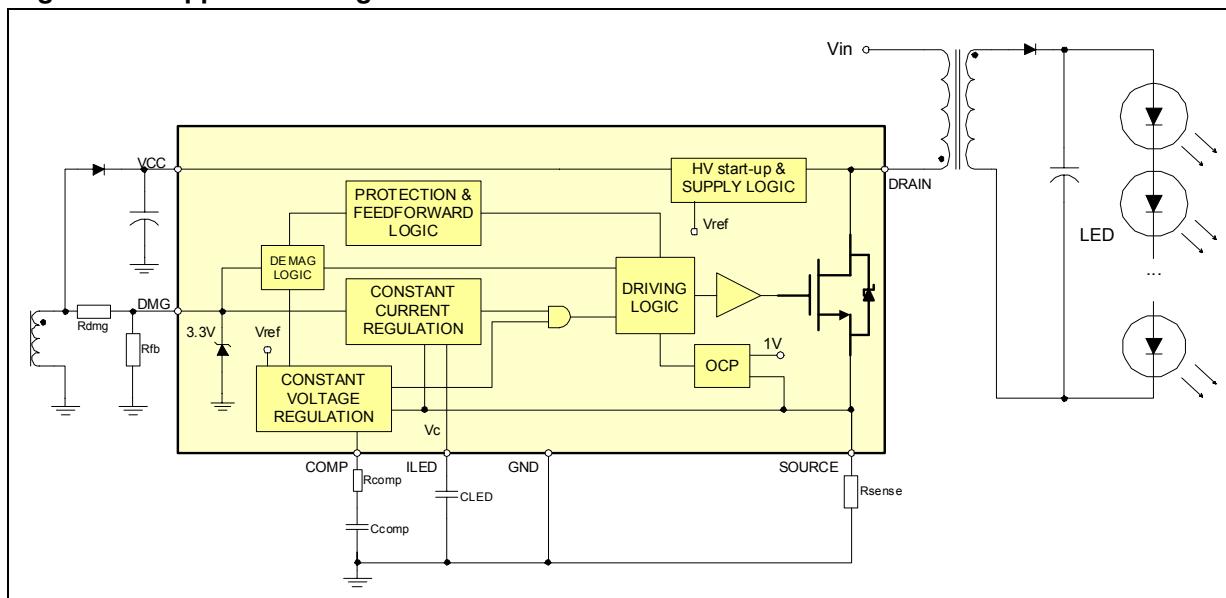 Vin
VCC
HV start-up &
SUPPLY LOGIC
DRAIN
PROTECTION &
FEEDFORWARD
LOGIC
Vref
LED
DEMAG
LOGIC
...
DRIVING
LOGIC
DMG
CONSTANT
CURRENT
REGULATION
Rdmg
3.3V
Vref
1V
Rfb
OCP
CONSTANT
VOLTAGE
REGULATION
Vc
COMP
ILED
GND
SOURCE
Rcomp
CLED
Rsense
Ccomp